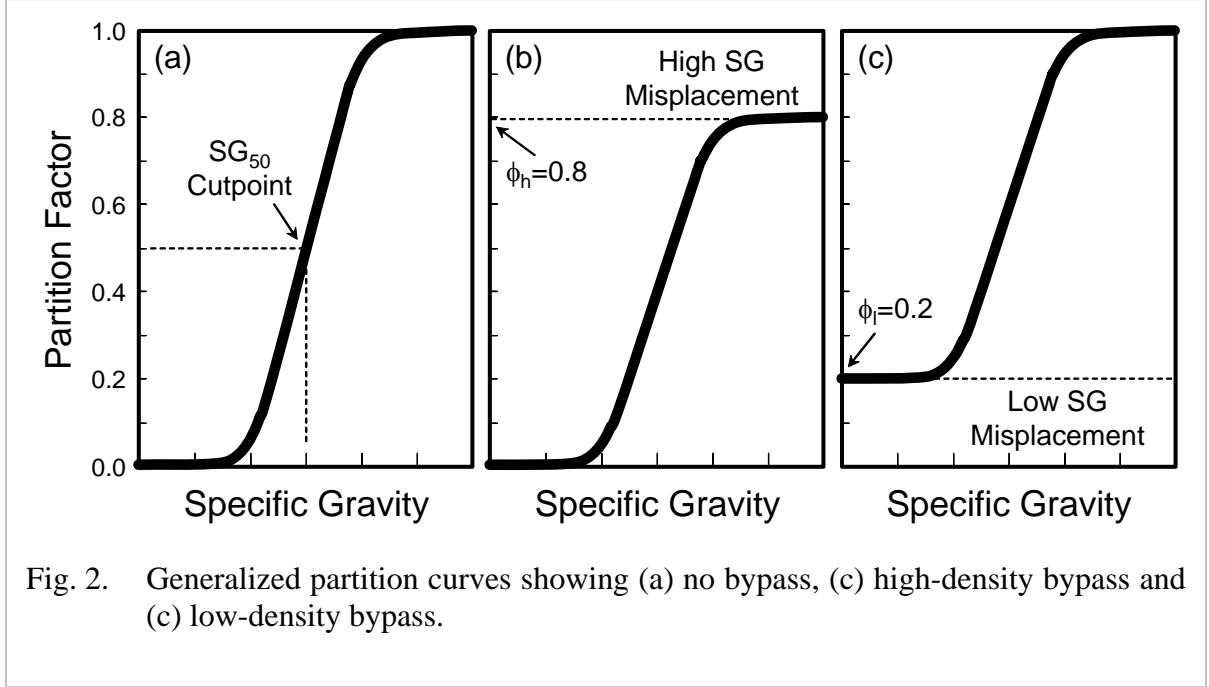 1.0
0.8
0.6
0.4
0.2
0.0
Partition Factor
(a)
SG50
Cutpoint
Specific Gravity
(b)
High SG
Misplacement
ϕh=0.8
Specific Gravity
(c)
ϕl=0.2
Low SG
Misplacement
Specific Gravity
Fig. 2. Generalized partition curves showing (a) no bypass, (c) high-density bypass and
(c) low-density bypass.